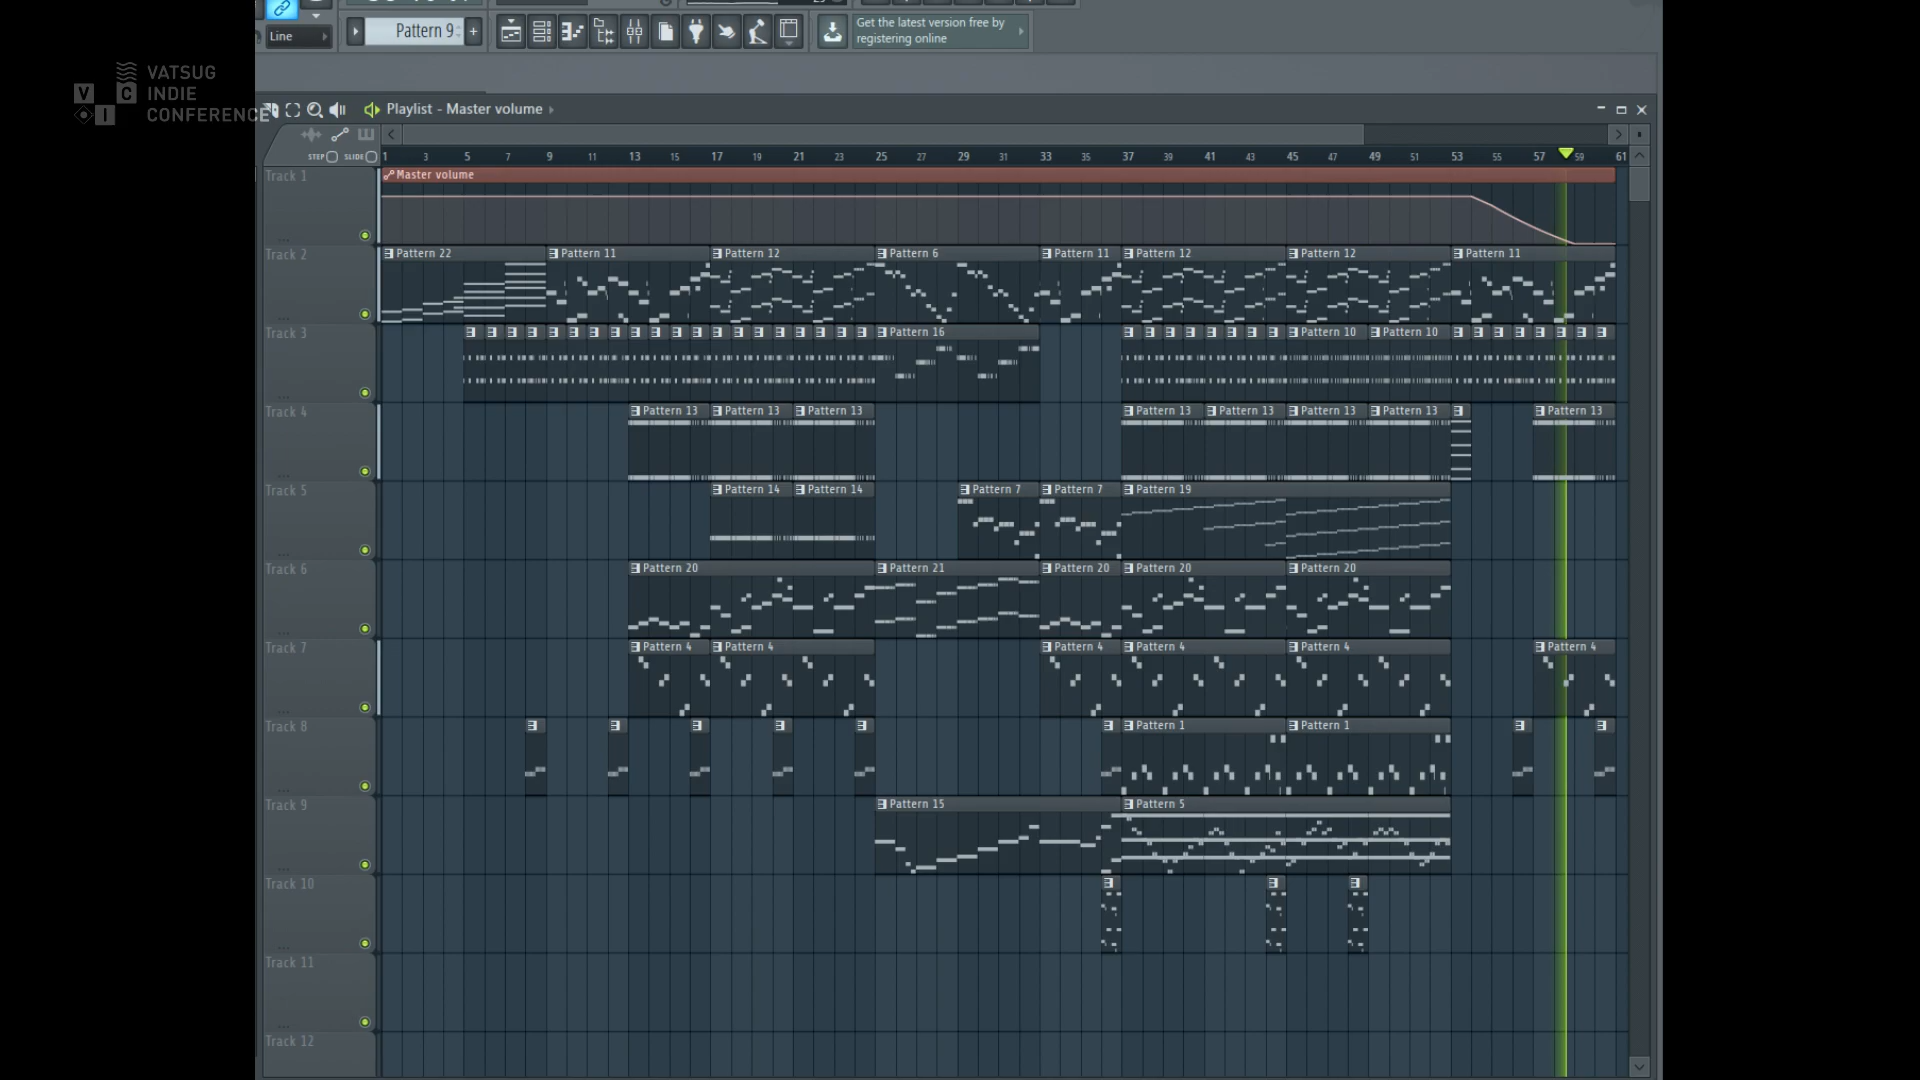 Line
Pattern 9
+
Get the latest version free by
registering online
VATSUG
INDIE
CONFERENCE
V C
I
Playlist - Master volume
STEP SLIDE
1 3 5 7 9 11 13 15 17 19 21 23 25 27 29 31 33 35 37 39 41 43 45 47 49 51 53 55 57 59 61
Track 1
Master volume
Track 2
Pattern 22 Pattern 11 Pattern 12 Pattern 6 Pattern 11 Pattern 12 Pattern 12 Pattern 11
Track 3
Pattern 16 Pattern 10 Pattern 10
Track 4
Pattern 13 Pattern 13 Pattern 13 Pattern 13 Pattern 13 Pattern 13 Pattern 13 Pattern 13
Track 5
Pattern 14 Pattern 14 Pattern 7 Pattern 7 Pattern 19
Track 6
Pattern 20 Pattern 21 Pattern 20 Pattern 20 Pattern 20
Track 7
Pattern 4 Pattern 4 Pattern 4 Pattern 4 Pattern 4 Pattern 4
Track 8
Pattern 1 Pattern 1
Track 9
Pattern 15 Pattern 5
Track 10
Track 11
Track 12